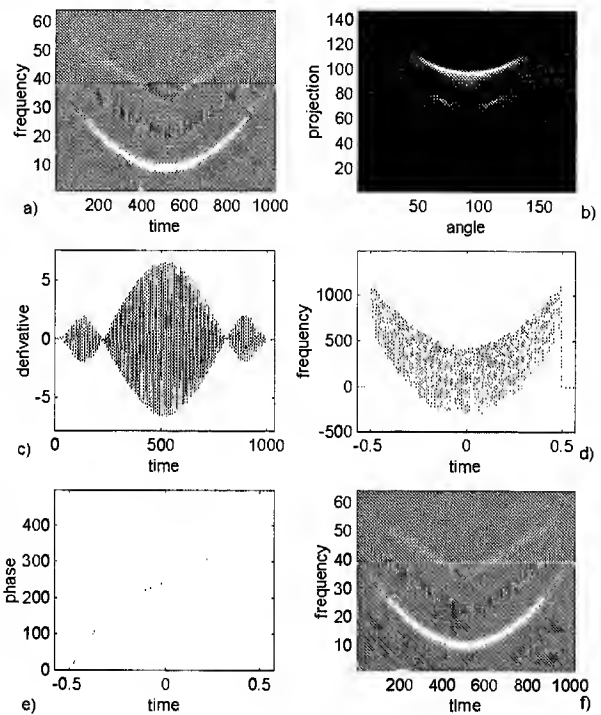 60
50
40
30
20
10
frequency
200 400 600 800 1000
time
a)
140
120
100
80
60
40
20
projection
50 100 150
angle
b)
5
0
-5
derivative
0 500 1000
time
c)
1000
500
0
-500
frequency
-0.5 0 0.5
time
d)
400
300
200
100
0
phase
-0.5 0 0.5
time
e)
60
50
40
30
20
10
frequency
200 400 600 800 1000
time
f)